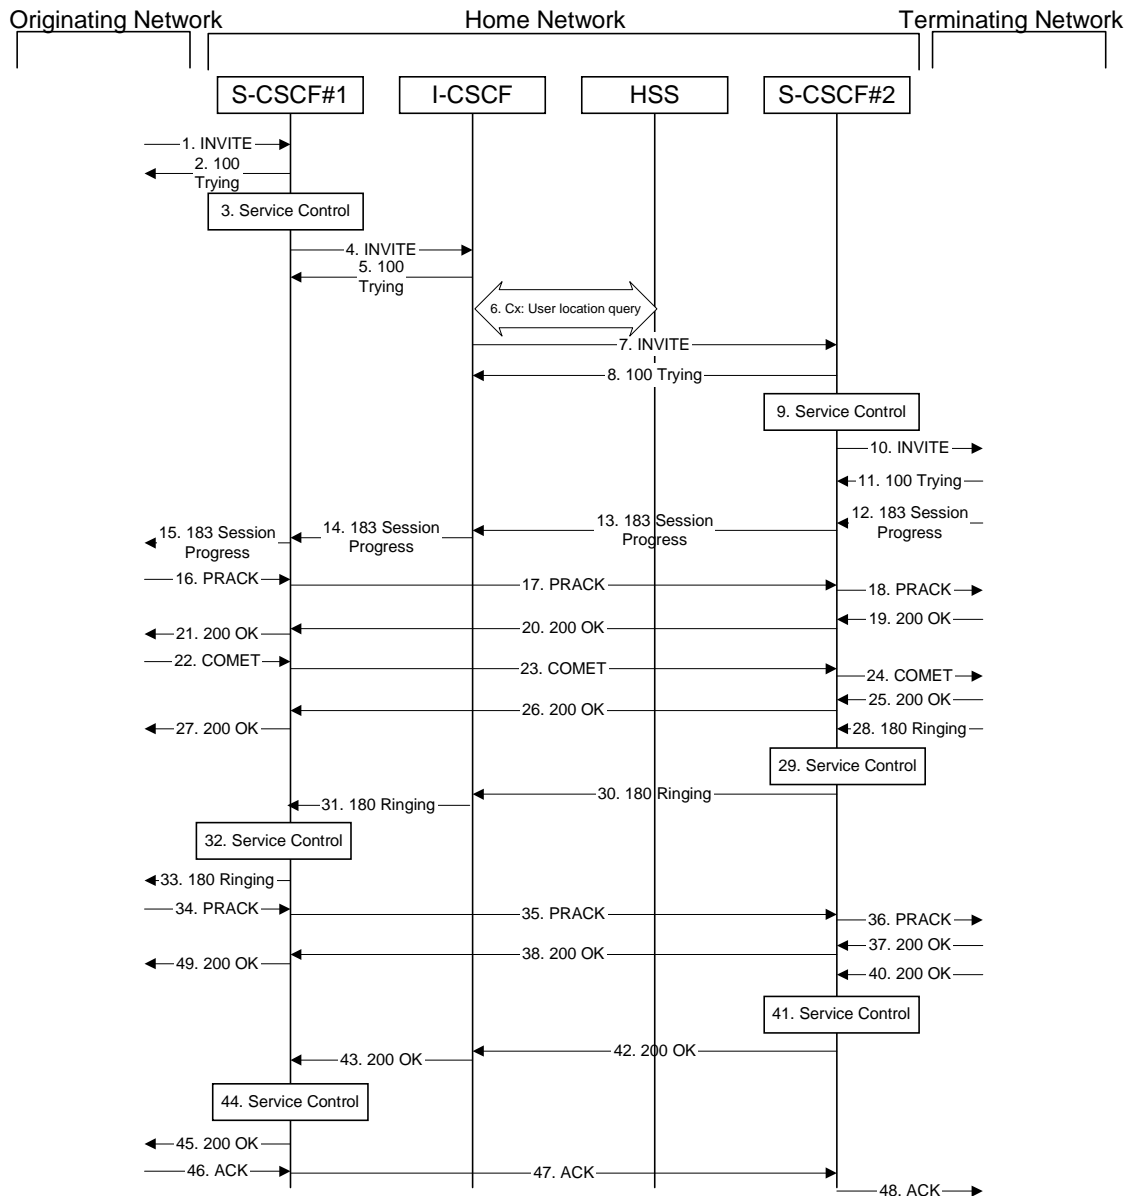 Originating Network
Home Network
Terminating Network
S-CSCF#1
I-CSCF
HSS
S-CSCF#2
1. INVITE
2. 100
Trying
3. Service Control
4. INVITE
5. 100
Trying
6. Cx: User location query
7. INVITE
8. 100 Trying
9. Service Control
10. INVITE
11. 100 Trying
12. 183 Session
Progress
13. 183 Session
Progress
14. 183 Session
Progress
15. 183 Session
Progress
16. PRACK
17. PRACK
18. PRACK
19. 200 OK
20. 200 OK
21. 200 OK
22. COMET
23. COMET
24. COMET
25. 200 OK
26. 200 OK
27. 200 OK
28. 180 Ringing
29. Service Control
30. 180 Ringing
31. 180 Ringing
32. Service Control
33. 180 Ringing
34. PRACK
35. PRACK
36. PRACK
37. 200 OK
38. 200 OK
49. 200 OK
40. 200 OK
41. Service Control
42. 200 OK
43. 200 OK
44. Service Control
45. 200 OK
46. ACK
47. ACK
48. ACK